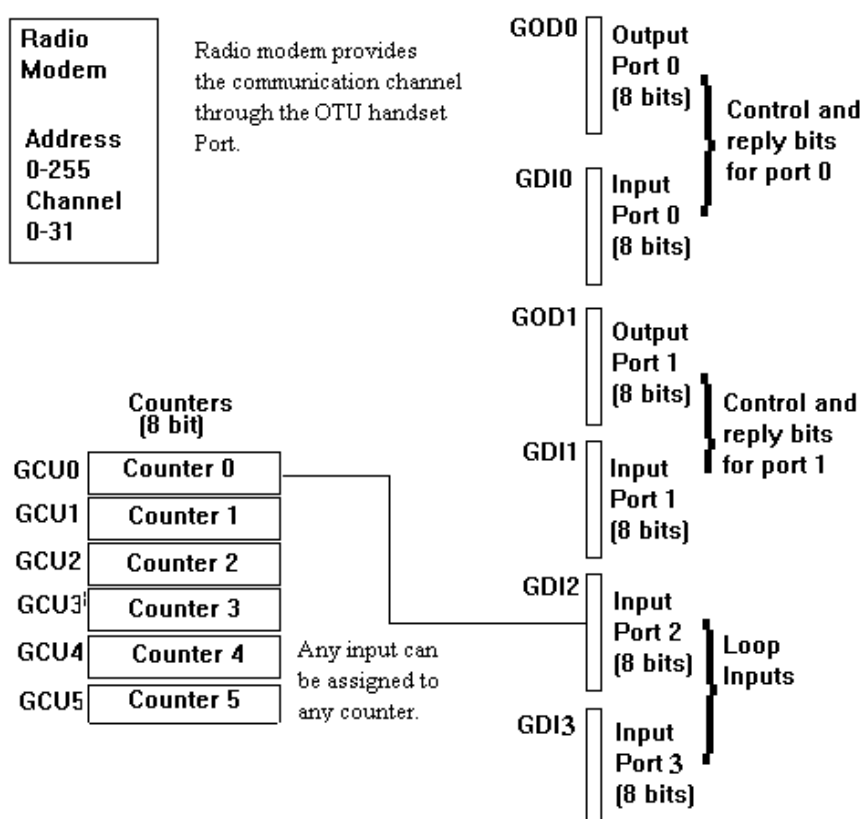 Radio
Modem
Address
0-255
Channel
0-31
Radio modem provides
the communication channel
through the OTU handset
Port.
GOD0
Output
Port 0
(8 bits)
GDI0
Input
Port 0
(8 bits)
Control and
reply bits
for port 0
GOD1
Output
Port 1
(8 bits)
GDI1
Input
Port 1
(8 bits)
Control and
reply bits
for port 1
Counters
(8 bit)
GCU0
Counter 0
GCU1
Counter 1
GCU2
Counter 2
GCU3
Counter 3
GCU4
Counter 4
GCU5
Counter 5
Any input can
be assigned to
any counter.
GDI2
Input
Port 2
(8 bits)
GDI3
Input
Port 3
(8 bits)
Loop
Inputs